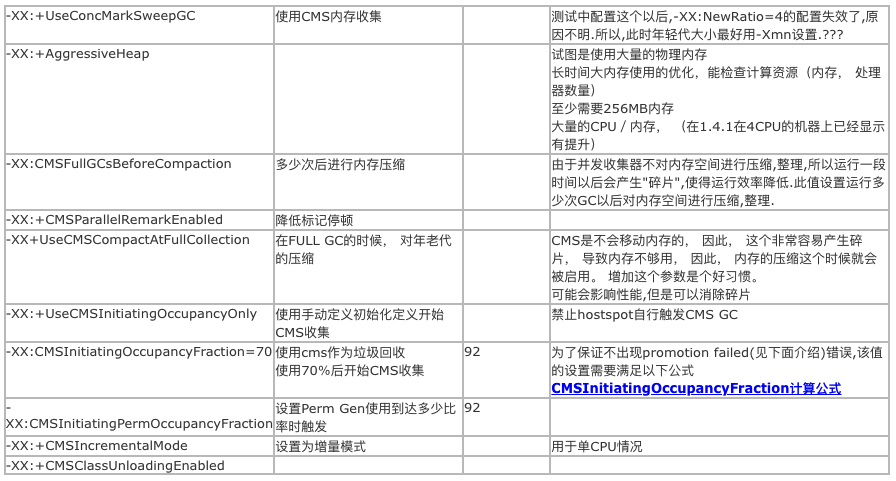 -XX:+UseConcMarkSweepGC
使用CMS内存收集
测试中配置这个以后,-XX:NewRatio=4的配置失效了,原
因不明.所以,此时年轻代大小最好用-Xmn设置.???
-XX:+AggressiveHeap
试图是使用大量的物理内存
长时间大内存使用的优化，能检查计算资源（内存， 处理
器数量）
至少需要256MB内存
大量的CPU／内存， （在1.4.1在4CPU的机器上已经显示
有提升）
-XX:CMSFullGCsBeforeCompaction
多少次后进行内存压缩
由于并发收集器不对内存空间进行压缩,整理,所以运行一段
时间以后会产生"碎片",使得运行效率降低.此值设置运行多
少次GC以后对内存空间进行压缩,整理.
-XX:+CMSParallelRemarkEnabled
降低标记停顿
-XX+UseCMSCompactAtFullCollection
在FULL GC的时候， 对年老代
的压缩
CMS是不会移动内存的， 因此， 这个非常容易产生碎
片， 导致内存不够用， 因此， 内存的压缩这个时候就会
被启用。 增加这个参数是个好习惯。
可能会影响性能,但是可以消除碎片
-XX:+UseCMSInitiatingOccupancyOnly
使用手动定义初始化定义开始
CMS收集
禁止hostspot自行触发CMS GC
-XX:CMSInitiatingOccupancyFraction=70
使用cms作为垃圾回收
使用70%后开始CMS收集
92
为了保证不出现promotion failed(见下面介绍)错误,该值
的设置需要满足以下公式
CMSInitiatingOccupancyFraction计算公式
-
XX:CMSInitiatingPermOccupancyFraction
设置Perm Gen使用到达多少比
率时触发
92
-XX:+CMSIncrementalMode
设置为增量模式
用于单CPU情况
-XX:+CMSClassUnloadingEnabled